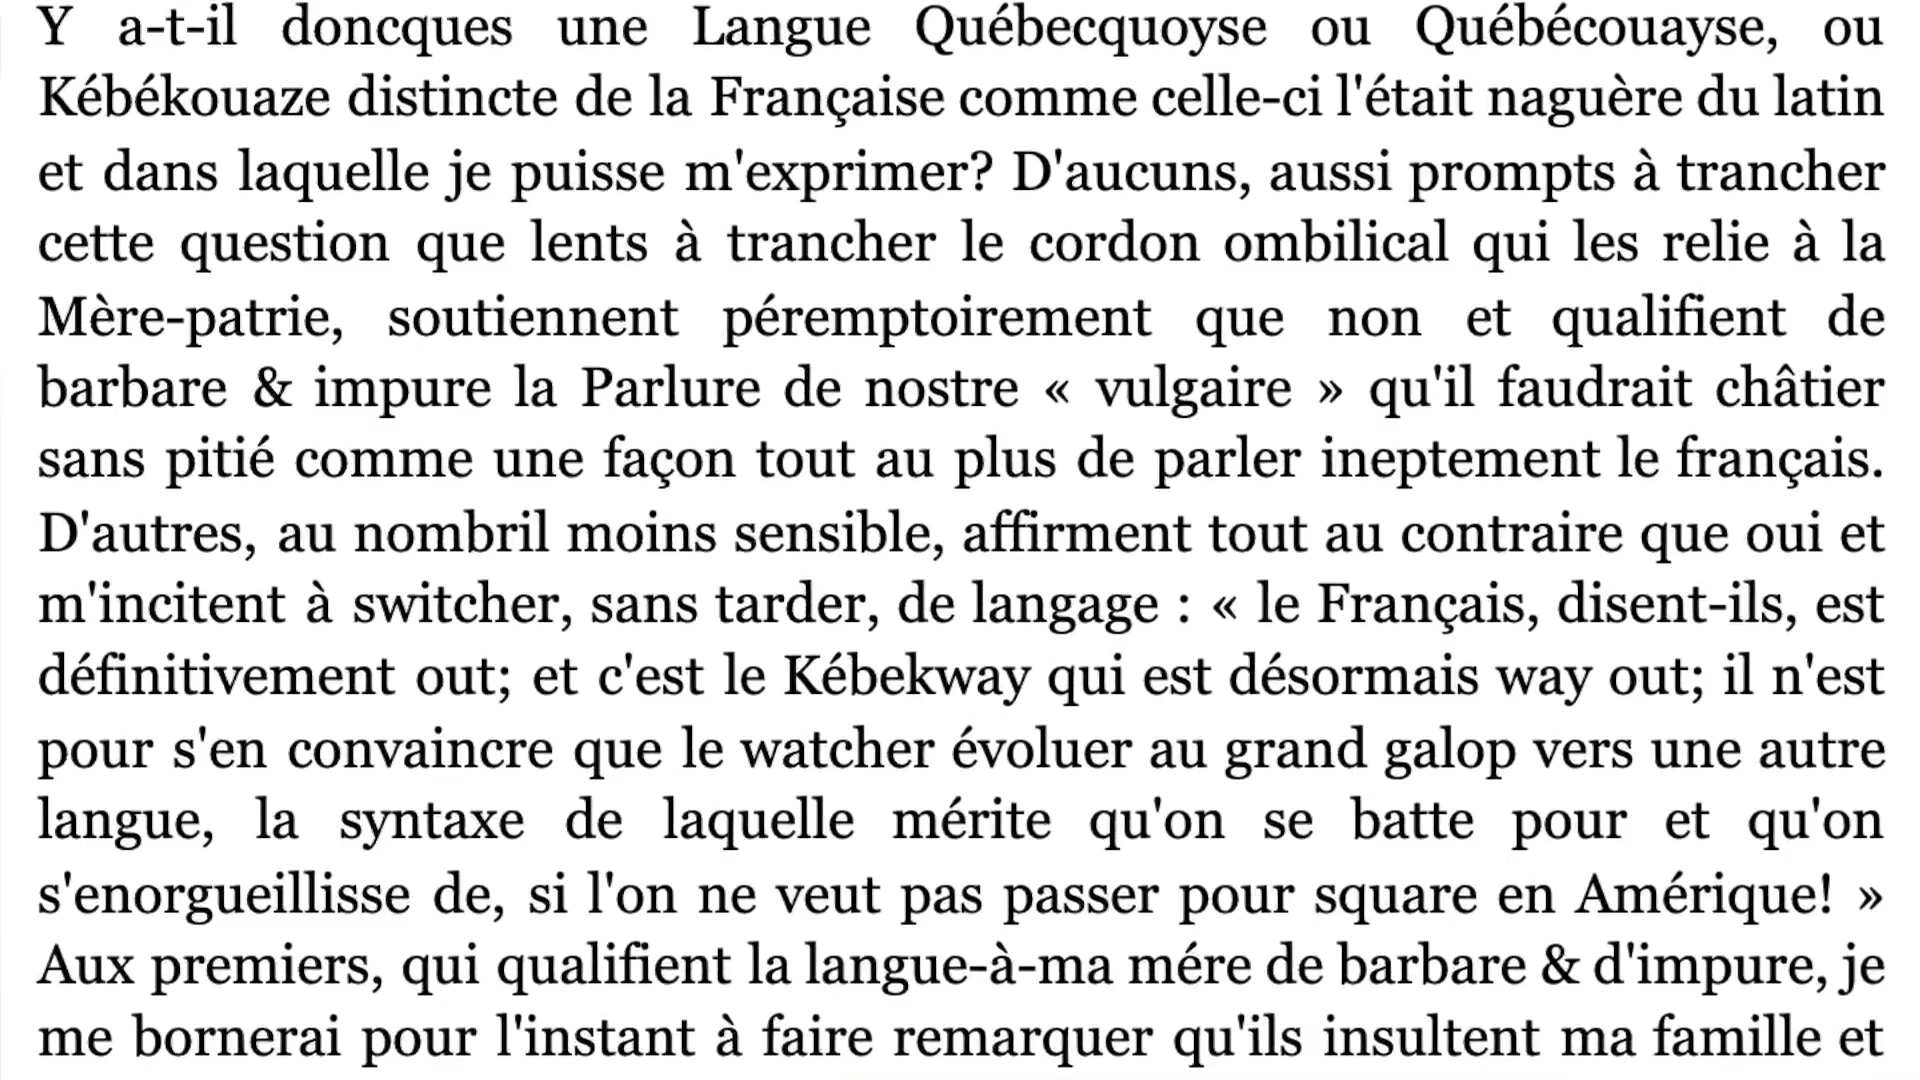 Y a-t-il doncques une Langue Québecquoyse ou Québécouayse, ou
Kébékouaze distincte de la Française comme celle-ci l'était naguère du latin
et dans laquelle je puisse m'exprimer? D'aucuns, aussi prompts à trancher
cette question que lents à trancher le cordon ombilical qui les relie à la
Mère-patrie, soutiennent péremptoirement que non et qualifient de
barbare & impure la Parlure de nostre « vulgaire » qu'il faudrait châtier
sans pitié comme une façon tout au plus de parler ineptement le français.
D'autres, au nombril moins sensible, affirment tout au contraire que oui et
m'incitent à switcher, sans tarder, de langage : « le Français, disent-ils, est
définitivement out; et c'est le Kébekway qui est désormais way out; il n'est
pour s'en convaincre que le watcher évoluer au grand galop vers une autre
langue, la syntaxe de laquelle mérite qu'on se batte pour et qu'on
s'enorgueillisse de, si l'on ne veut pas passer pour square en Amérique! »
Aux premiers, qui qualifient la langue-à-ma mére de barbare & d'impure, je
me bornerai pour l'instant à faire remarquer qu'ils insultent ma famille et